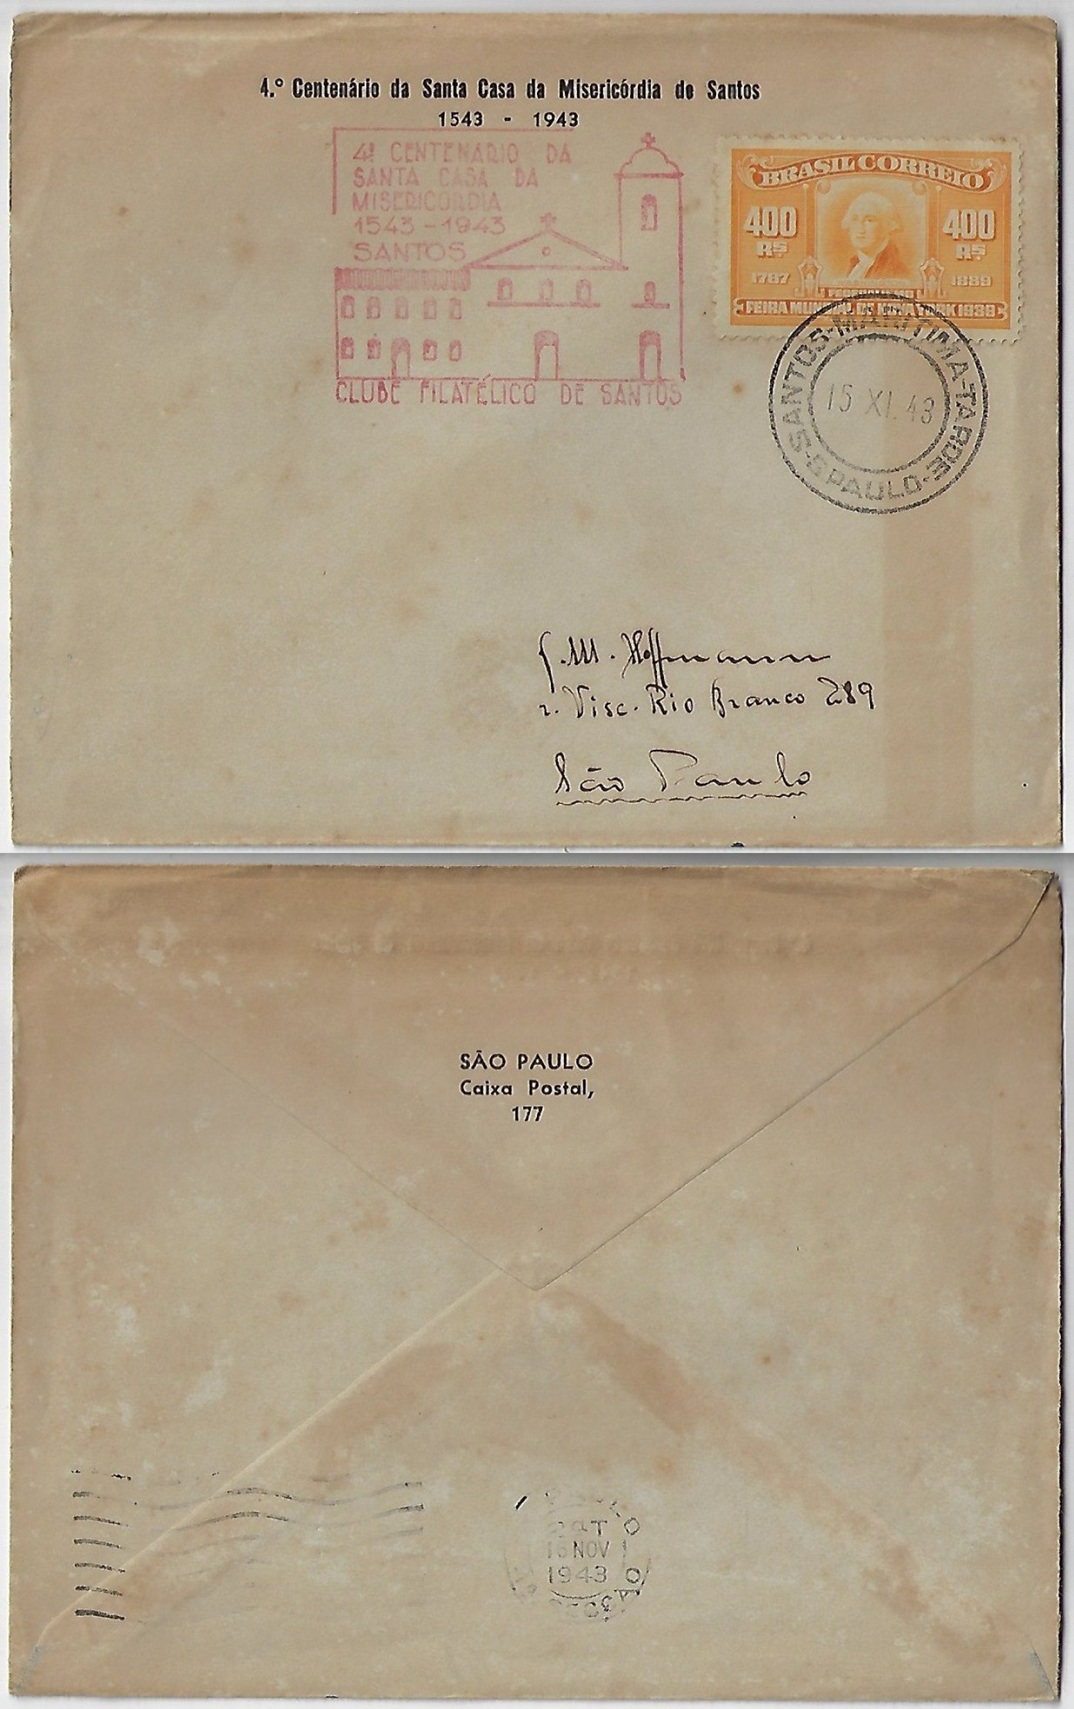 4.º Centenário da Santa Casa da Misericórdia de Santos
1543 - 1943
4º CENTENARIO DA
SANTA CASA DA
MISERICORDIA
1543-1943
SANTOS
CLUBE FILATÉLICO DE SANTOS
BRASIL CORREIO
400 400
RS RS
1787 1889
FEIRA MUNDIAL DE NOVA YORK 1939
SANTOS-MARITIMA-TARDE-S PAULO-
15 XI. 43
J. M. Hoffmann
r. Visc. Rio Branco 289
São Paulo
SÃO PAULO
Caixa Postal,
177
16 NOV
1943